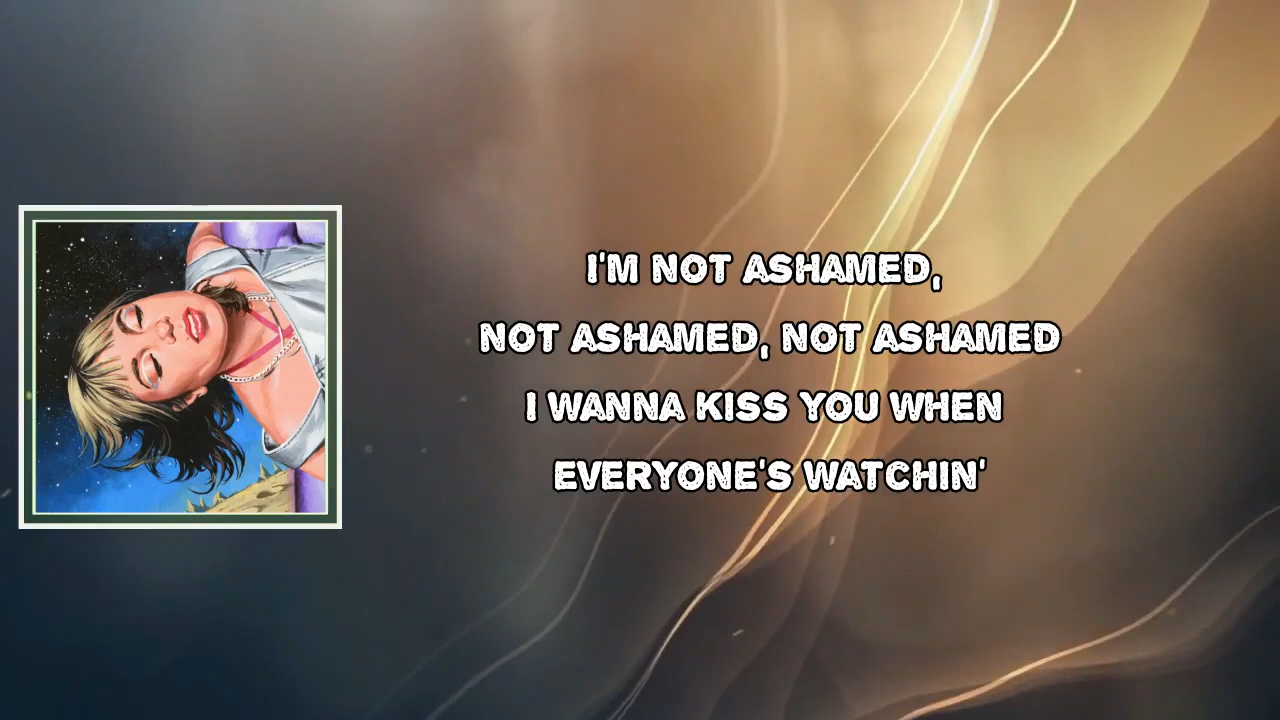 I'M NOT ASHAMED,
NOT ASHAMED, NOT ASHAMED
I WANNA KISS YOU WHEN
EVERYONE'S WATCHIN'